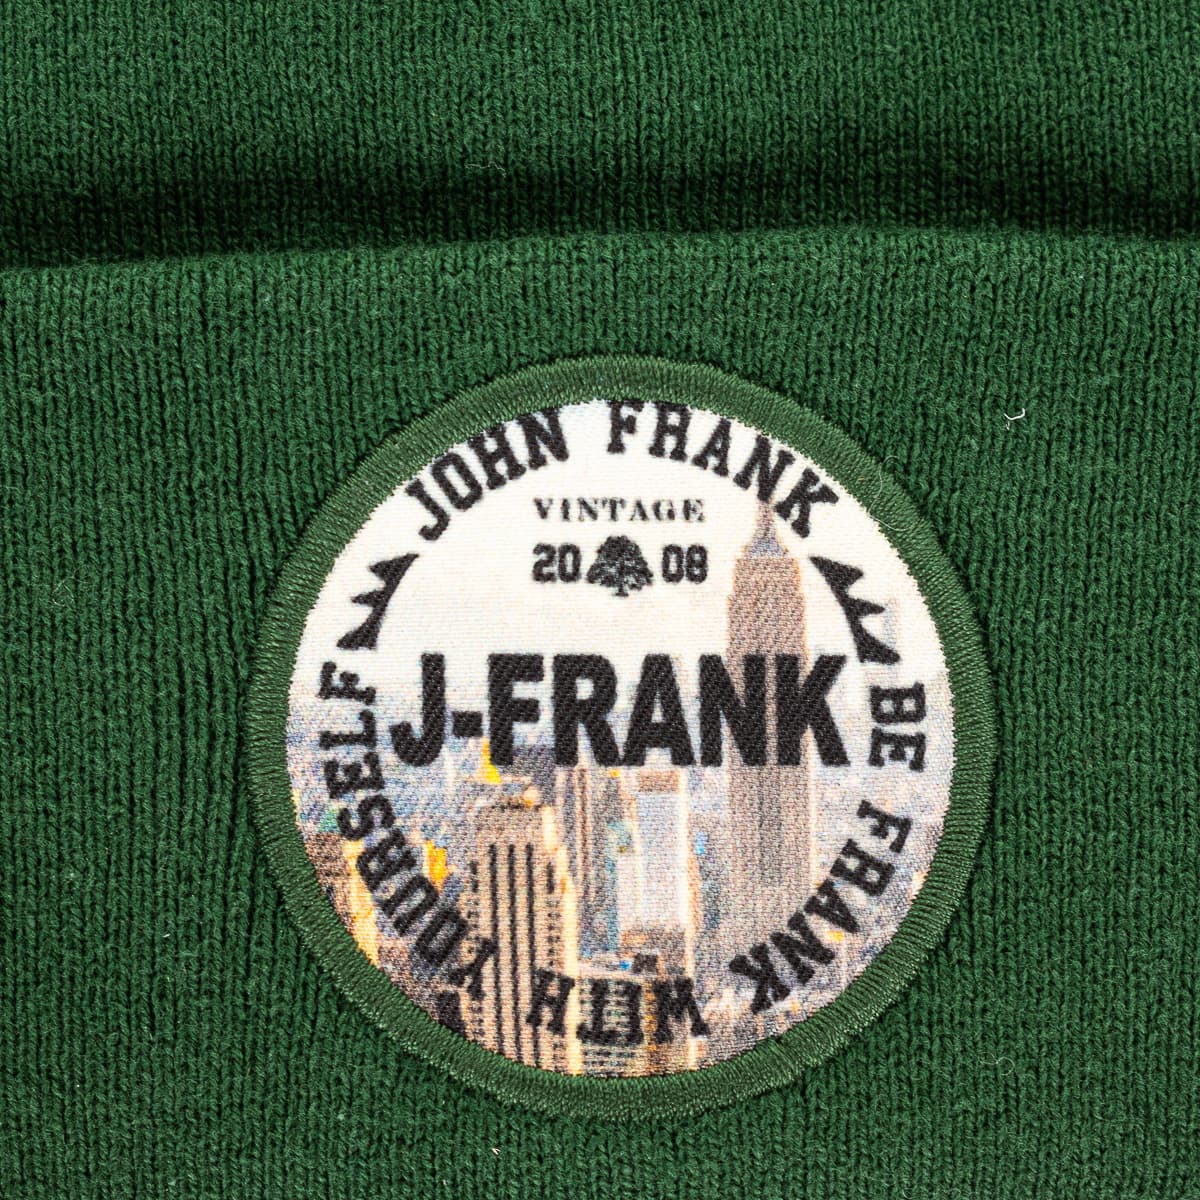 JOHN FRANK
VINTAGE
20 08
J-FRANK
BE FRANK WITH YOURSELF